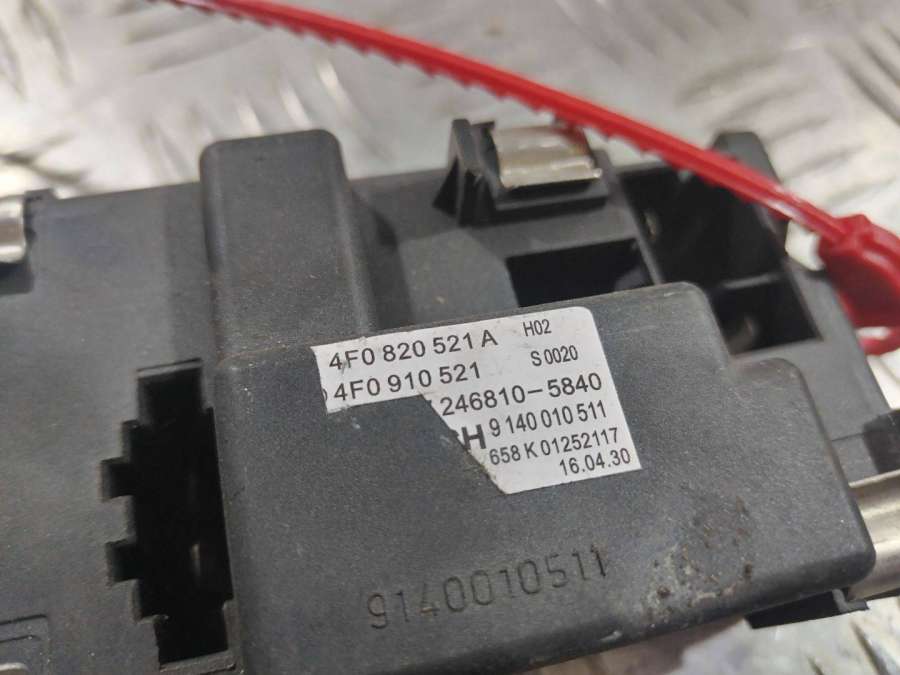 4F0 820 521 A H02
4F0 910 521 S 0020
246810-5840
9 140 010 511
658 K 01252117
16.04.30
9140010511